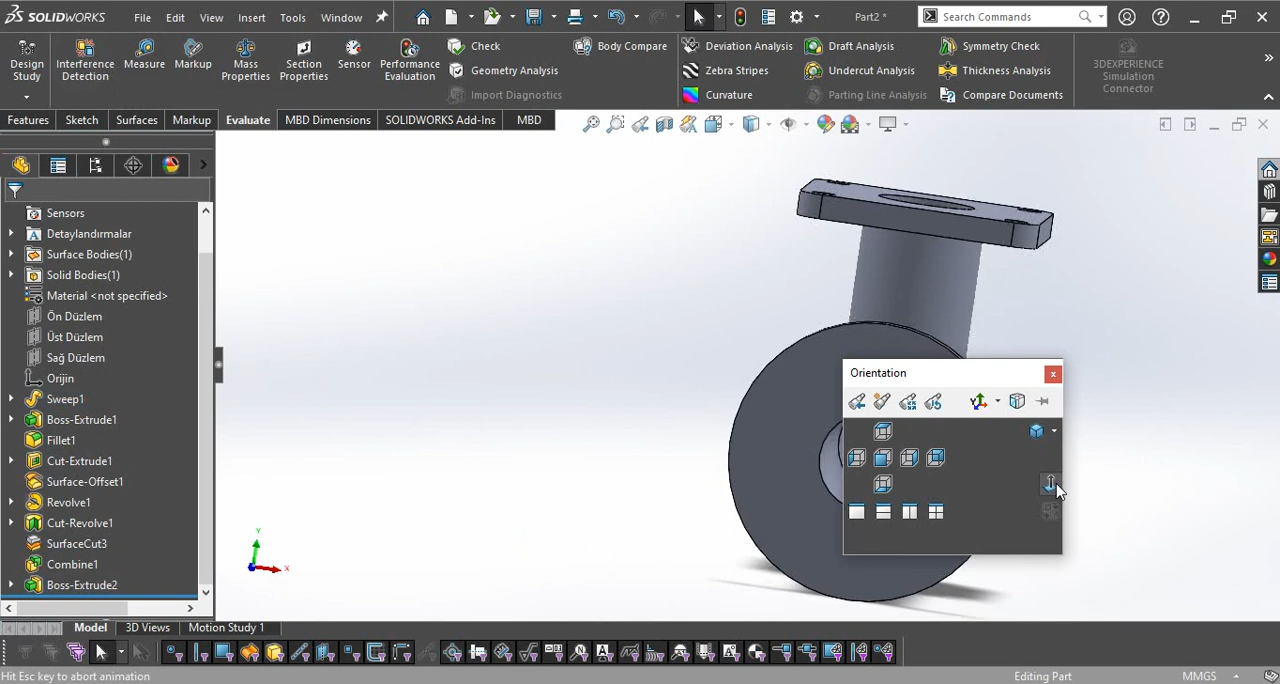 SOLIDWORKS File Edit View Insert Tools Window Part2 * Search Commands
Design Study
Interference Detection
Measure
Markup
Mass Properties
Section Properties
Sensor
Performance Evaluation
Check
Geometry Analysis
Import Diagnostics
Body Compare
Deviation Analysis
Zebra Stripes
Curvature
Draft Analysis
Undercut Analysis
Parting Line Analysis
Symmetry Check
Thickness Analysis
Compare Documents
3DEXPERIENCE
Simulation
Connector
Features Sketch Surfaces Markup Evaluate MBD Dimensions SOLIDWORKS Add-Ins MBD
Sensors
Detaylandırmalar
Surface Bodies(1)
Solid Bodies(1)
Material <not specified>
Ön Düzlem
Üst Düzlem
Sağ Düzlem
Orijin
Sweep1
Boss-Extrude1
Fillet1
Cut-Extrude1
Surface-Offset1
Revolve1
Cut-Revolve1
SurfaceCut3
Combine1
Boss-Extrude2
Orientation
Y
X
Model 3D Views Motion Study 1
Hit Esc key to abort animation Editing Part MMGS